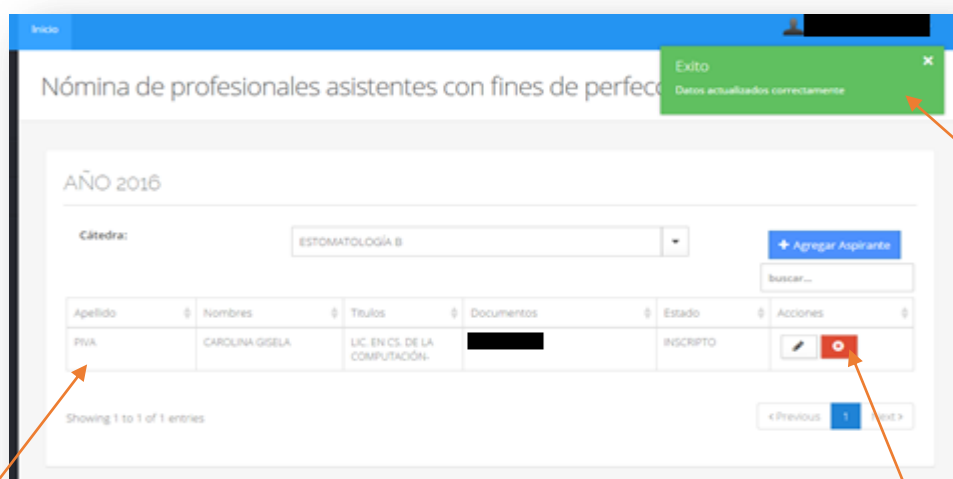 Inicio
Nómina de profesionales asistentes con fines de perfec
Exito
×
Datos actualizados correctamente
AÑO 2016
Cátedra:
ESTOMATOLOGÍA B
+ Agregar Aspirante
buscar...
Apellido Nombres Titulos Documentos Estado Acciones
PIVA CAROLINA GISELA LIC. EN CS. DE LA INSCRIPTO
COMPUTACIÓN-
Showing 1 to 1 of 1 entries
<Previous 1 Next>